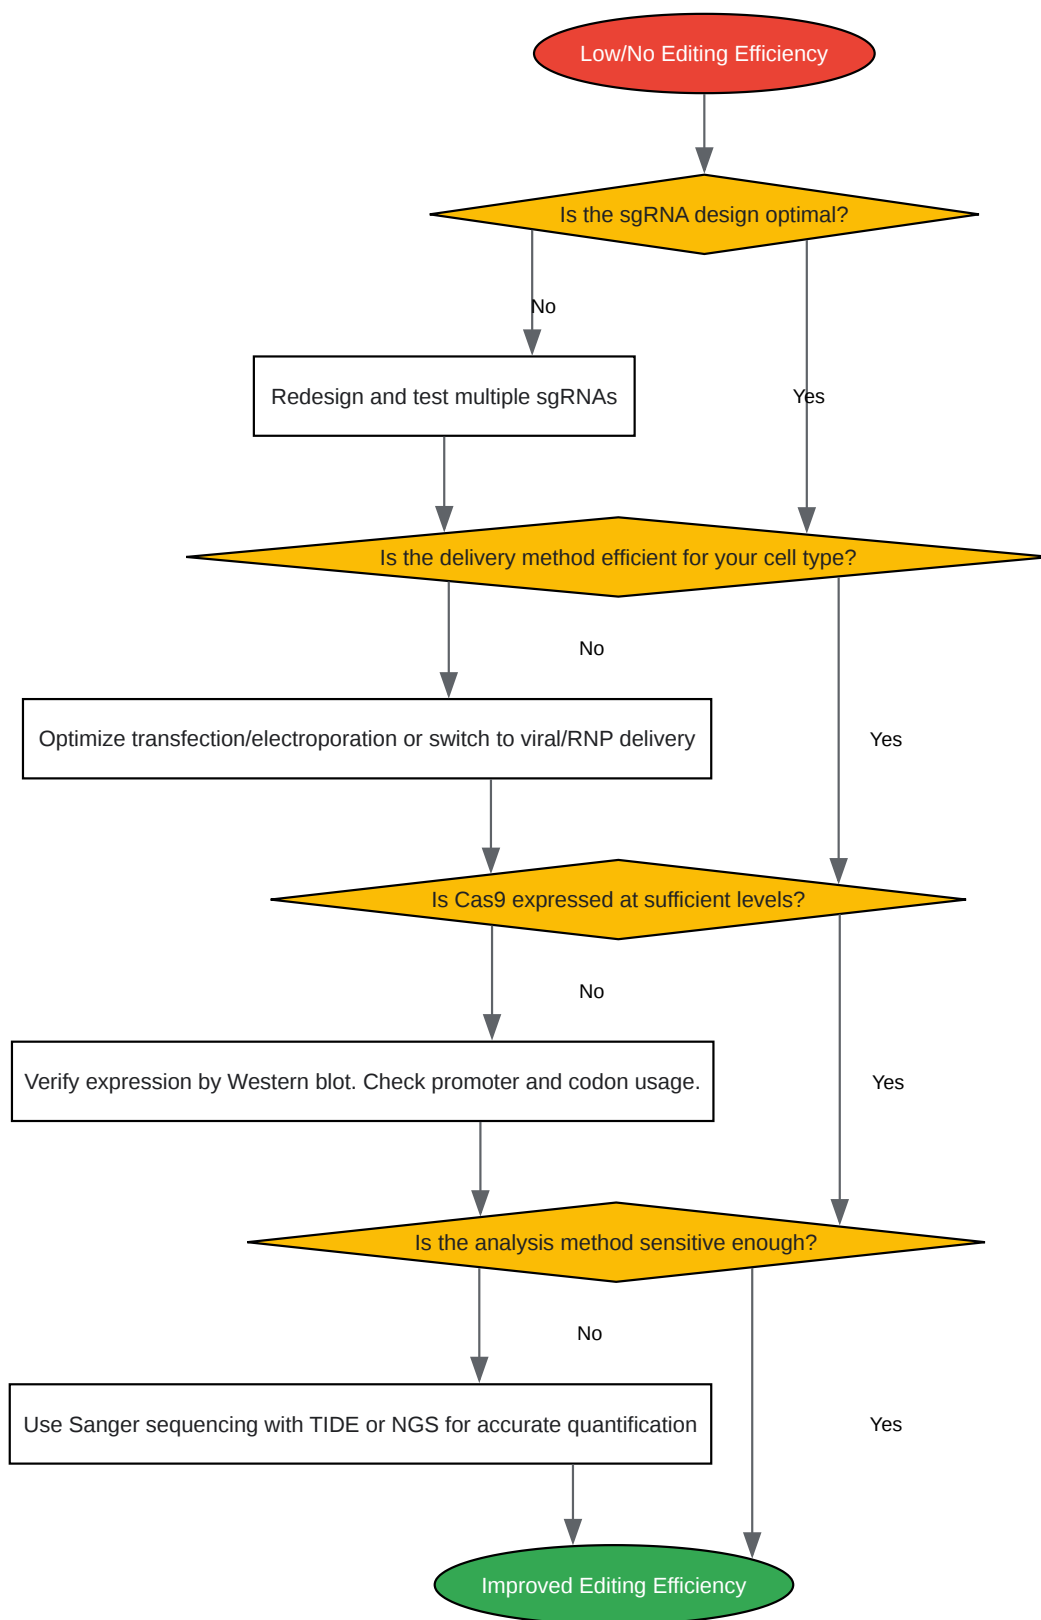 Low/No Editing Efficiency
Is the sgRNA design optimal?
No
Redesign and test multiple sgRNAs
Yes
Is the delivery method efficient for your cell type?
No
Optimize transfection/electroporation or switch to viral/RNP delivery
Yes
Is Cas9 expressed at sufficient levels?
No
Verify expression by Western blot. Check promoter and codon usage.
Yes
Is the analysis method sensitive enough?
No
Use Sanger sequencing with TIDE or NGS for accurate quantification
Yes
Improved Editing Efficiency